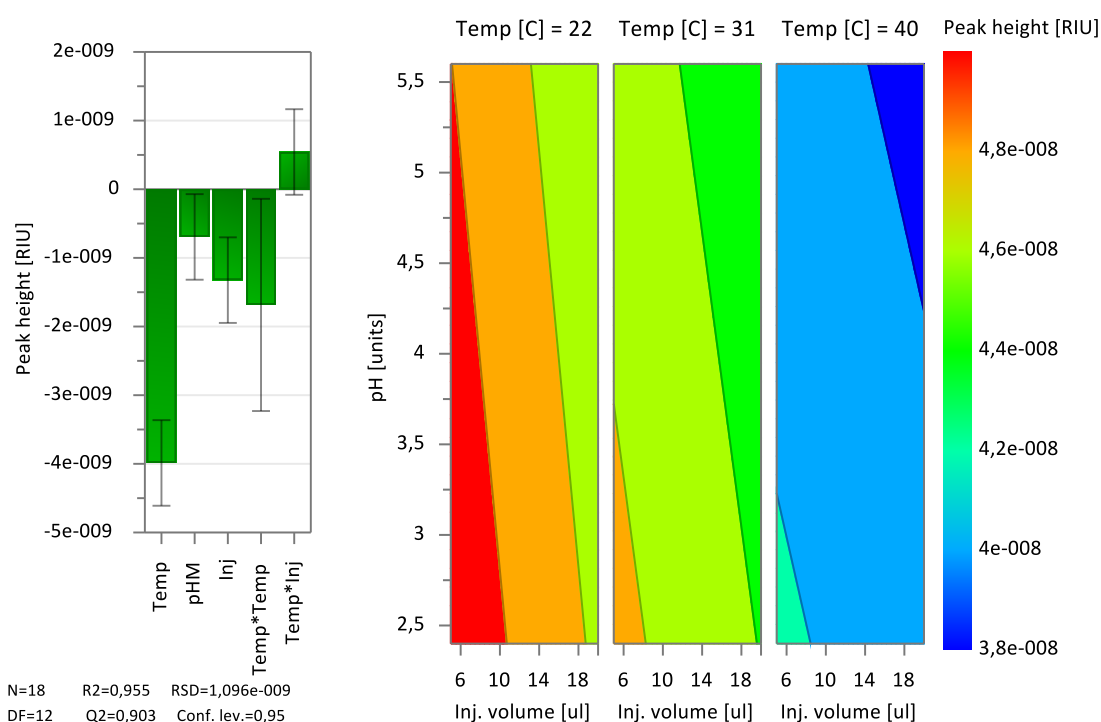 Temp [C] = 22
Temp [C] = 31
Temp [C] = 40
Peak height [RIU]
2e-009
1e-009
0
-1e-009
-2e-009
-3e-009
-4e-009
-5e-009
Peak height [RIU]
Temp
pHM
Inj
Temp*Temp
Temp*Inj
N=18 R2=0,955 RSD=1,096e-009
DF=12 Q2=0,903 Conf. lev.=0,95
pH [units]
5,5
5
4,5
4
3,5
3
2,5
6 10 14 18
6 10 14 18
6 10 14 18
Inj. volume [ul]
Inj. volume [ul]
Inj. volume [ul]
4,8e-008
4,6e-008
4,4e-008
4,2e-008
4e-008
3,8e-008